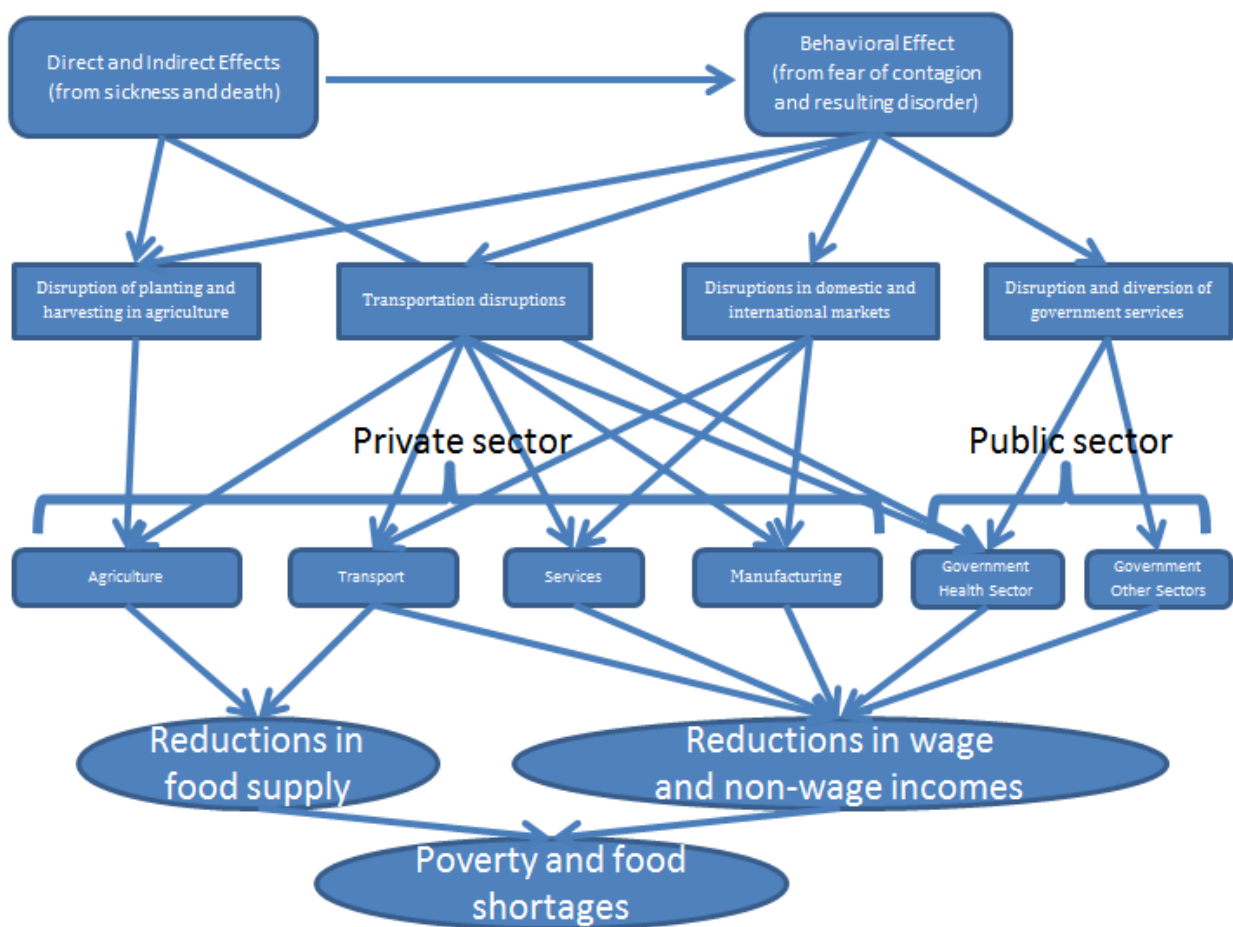 Direct and Indirect Effects
(from sickness and death)
Behavioral Effect
(from fear of contagion
and resulting disorder)
Disruption of planting and
harvesting in agriculture
Transportation disruptions
Disruptions in domestic and
international markets
Disruption and diversion of
government services
Private sector
Public sector
Agriculture
Transport
Services
Manufacturing
Government
Health Sector
Government
Other Sectors
Reductions in
food supply
Reductions in wage
and non-wage incomes
Poverty and food
shortages